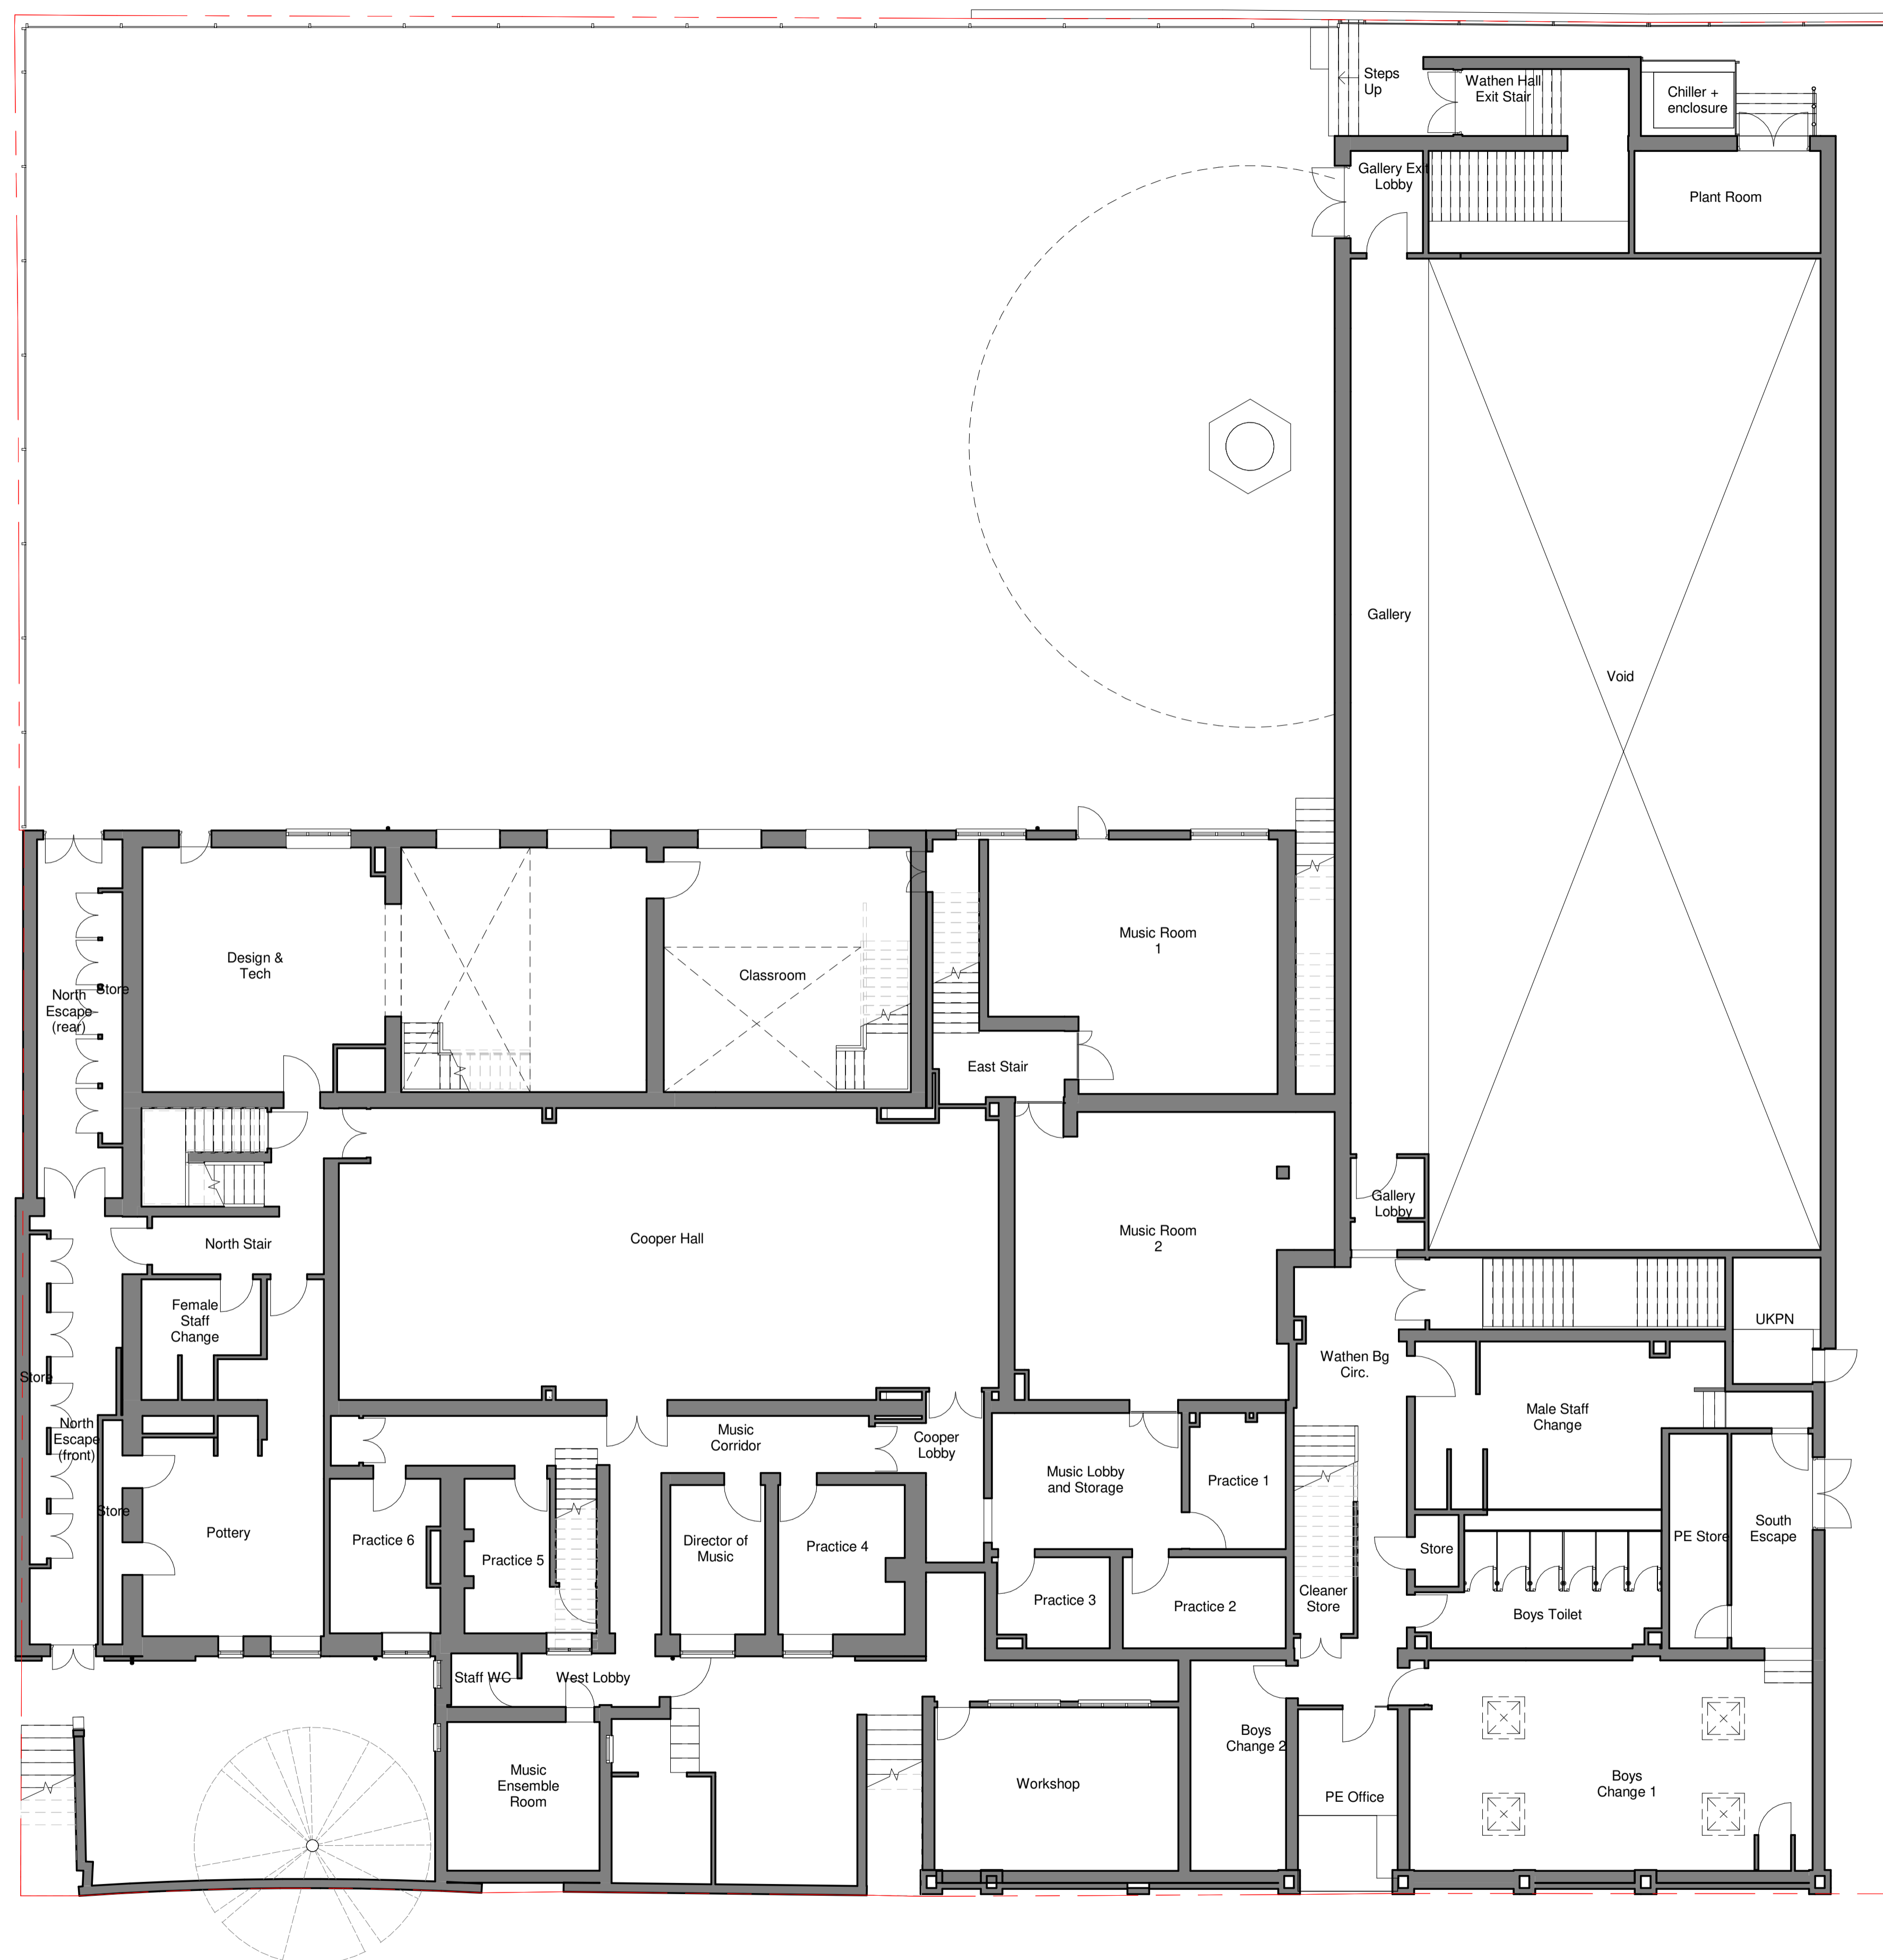 Steps
Up
Wathen Hall
Exit Stair
Chiller +
enclosure
Gallery Exit
Lobby
Plant Room
Gallery
Void
Design &
Tech
Classroom
Music Room
1
North
Escape
(rear)
Store
East Stair
North Stair
Cooper Hall
Music Room
2
Gallery
Lobby
Female
Staff
Change
UKPN
Wathen Bg
Circ.
Store
North
Escape
(front)
Music
Corridor
Cooper
Lobby
Male Staff
Change
Music Lobby
and Storage
Practice 1
Store
Pottery
Practice 6
Practice 5
Director of
Music
Practice 4
Store
PE Store
South
Escape
Practice 3
Practice 2
Cleaner
Store
Boys Toilet
Staff WC
West Lobby
Boys
Change 2
Music
Ensemble
Room
Workshop
PE Office
Boys
Change 1